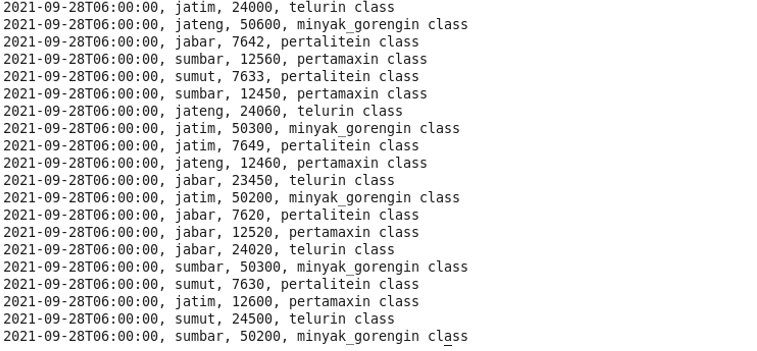 2021-09-28T06:00:00, jatim, 24000, telurin class
2021-09-28T06:00:00, jateng, 50600, minyak_gorengin class
2021-09-28T06:00:00, jabar, 7642, pertalitein class
2021-09-28T06:00:00, sumbar, 12560, pertamaxin class
2021-09-28T06:00:00, sumut, 7633, pertalitein class
2021-09-28T06:00:00, sumbar, 12450, pertamaxin class
2021-09-28T06:00:00, jateng, 24060, telurin class
2021-09-28T06:00:00, jatim, 50300, minyak_gorengin class
2021-09-28T06:00:00, jatim, 7649, pertalitein class
2021-09-28T06:00:00, jateng, 12460, pertamaxin class
2021-09-28T06:00:00, jabar, 23450, telurin class
2021-09-28T06:00:00, jatim, 50200, minyak_gorengin class
2021-09-28T06:00:00, jabar, 7620, pertalitein class
2021-09-28T06:00:00, jabar, 12520, pertamaxin class
2021-09-28T06:00:00, jabar, 24020, telurin class
2021-09-28T06:00:00, sumbar, 50300, minyak_gorengin class
2021-09-28T06:00:00, sumut, 7630, pertalitein class
2021-09-28T06:00:00, jatim, 12600, pertamaxin class
2021-09-28T06:00:00, sumut, 24500, telurin class
2021-09-28T06:00:00, sumbar, 50200, minyak_gorengin class